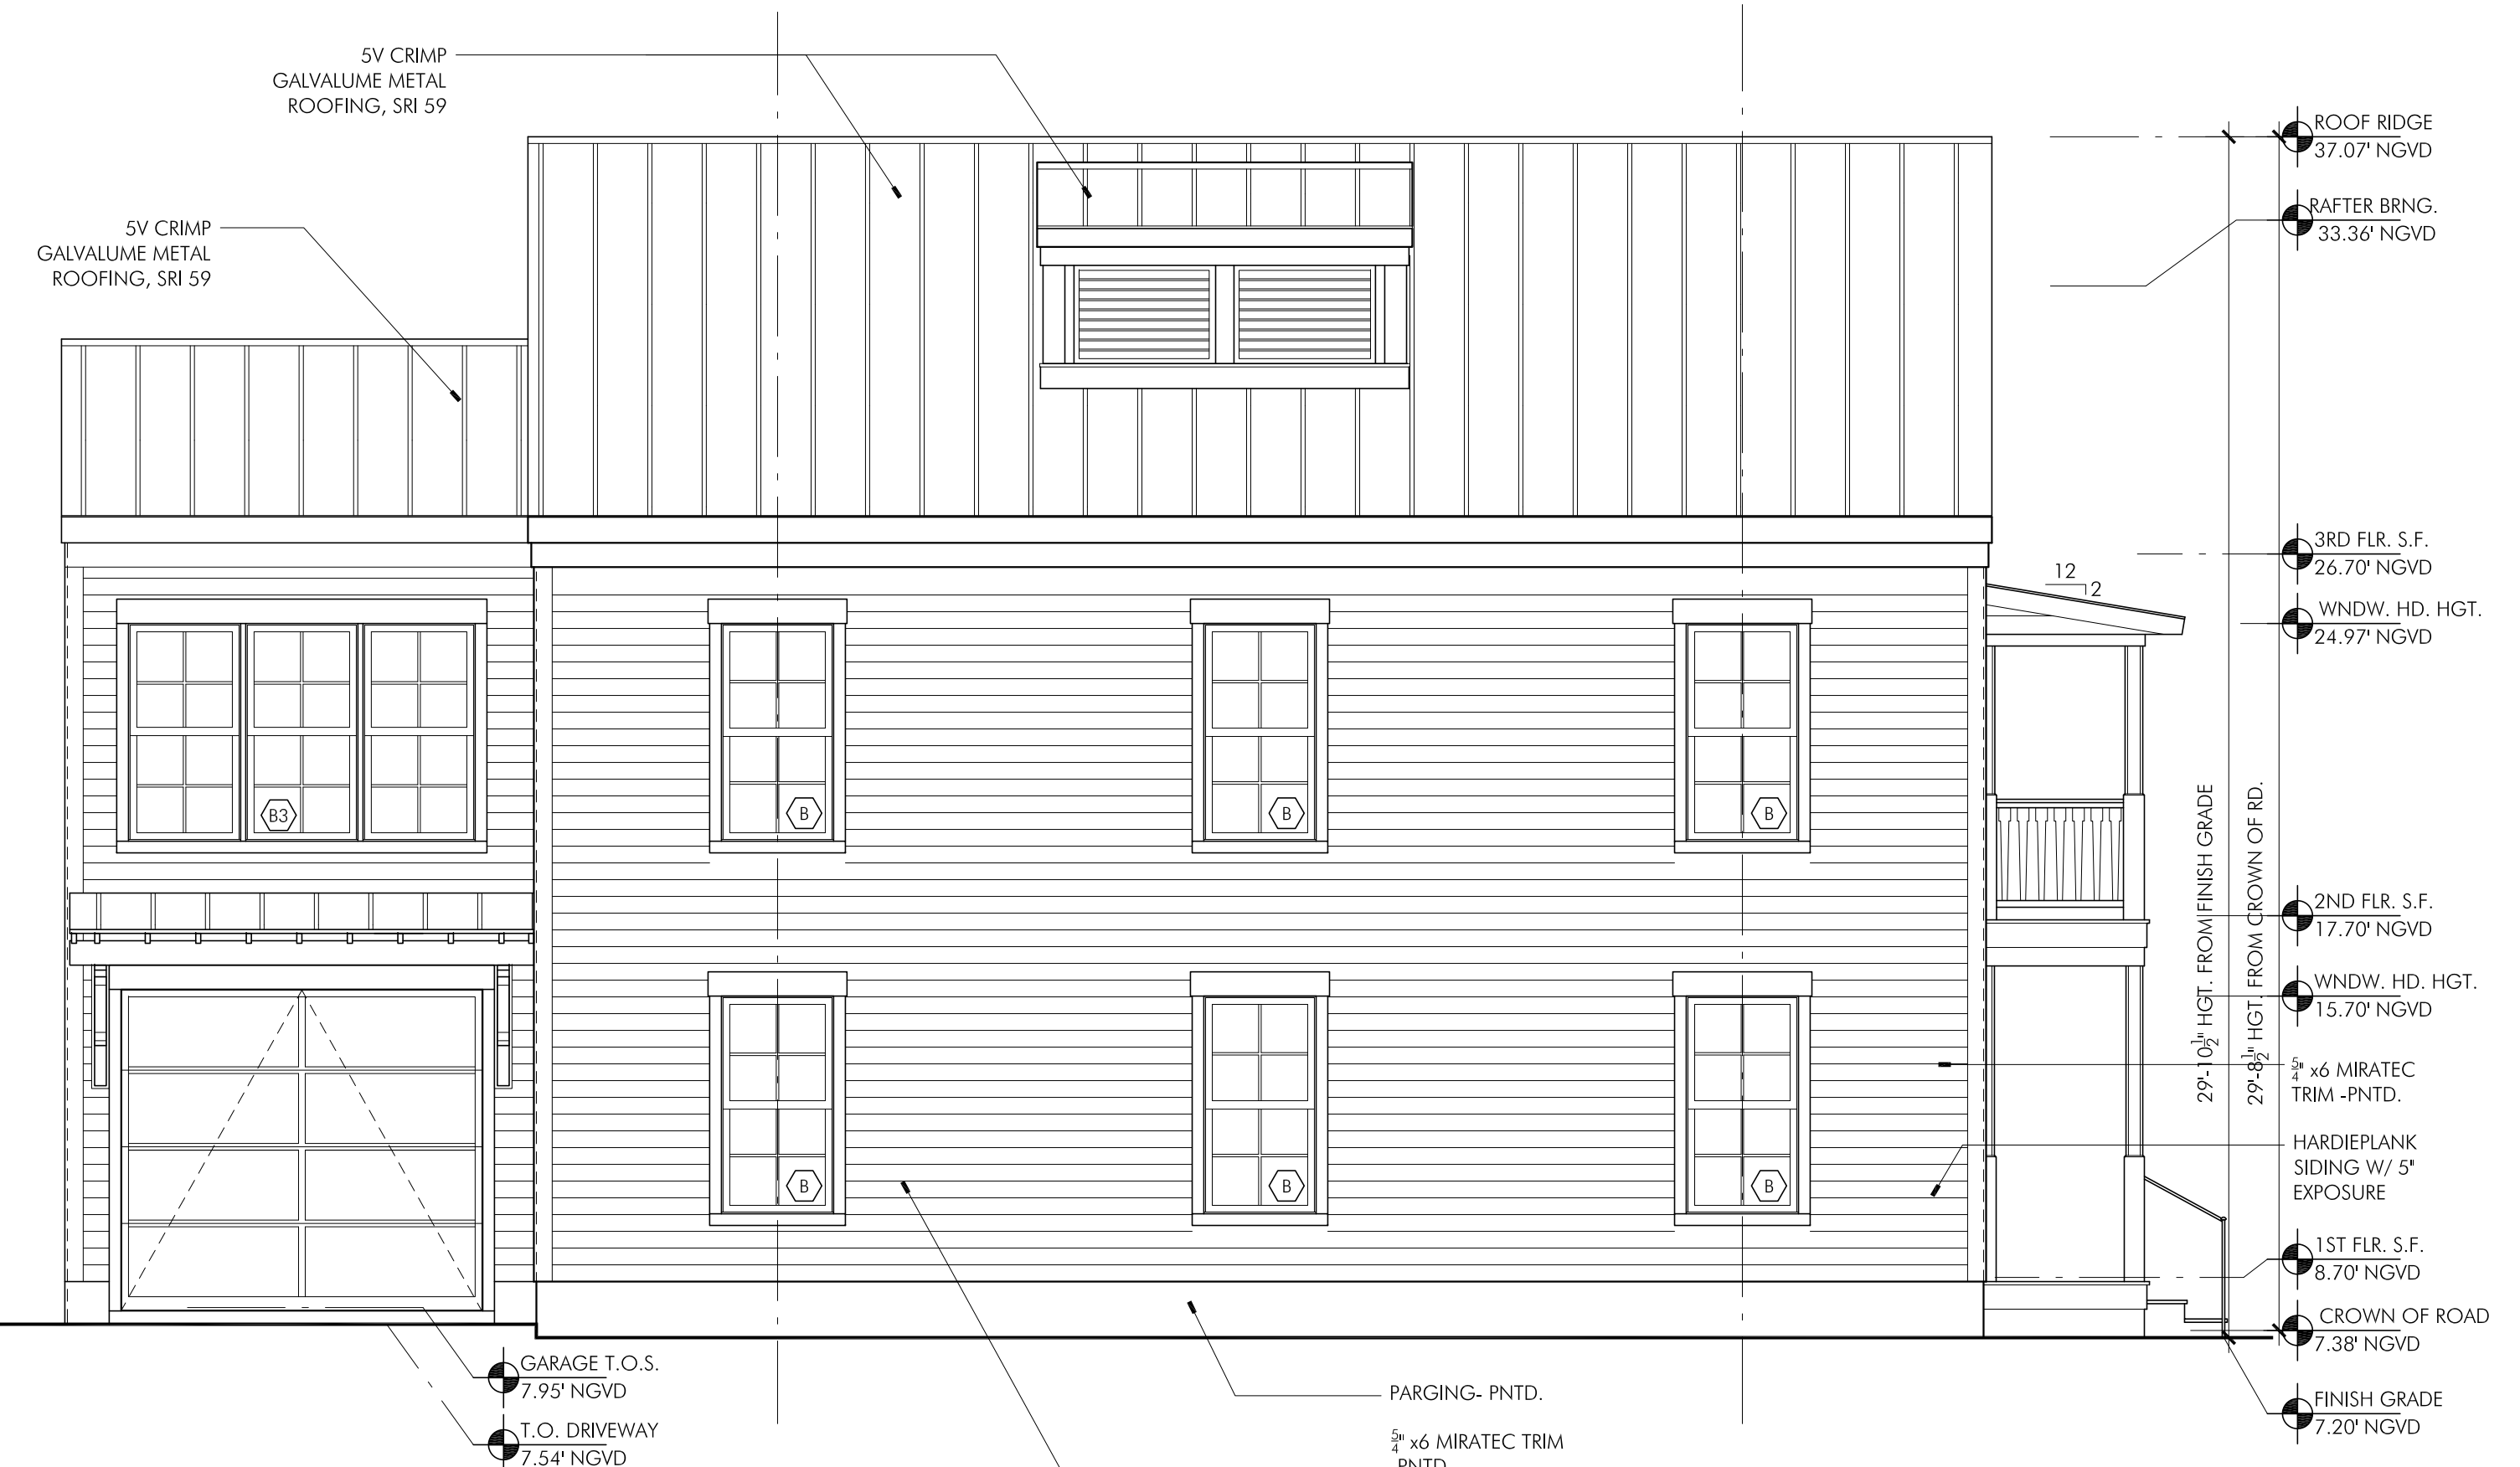 5V CRIMP
GALVALUME METAL
ROOFING, SRI 59
5V CRIMP
GALVALUME METAL
ROOFING, SRI 59
ROOF RIDGE
37.07' NGVD
RAFTER BRNG.
33.36' NGVD
3RD FLR. S.F.
26.70' NGVD
12
2
WNDW. HD. HGT.
24.97' NGVD
B3
B
B
B
2ND FLR. S.F.
17.70' NGVD
WNDW. HD. HGT.
15.70' NGVD
29'-10 1/2" HGT. FROM FINISH GRADE
29'-8 1/2" HGT. FROM CROWN OF RD.
5/4" x6 MIRATEC
TRIM -PNTD.
HARDIEPLANK
SIDING W/ 5"
EXPOSURE
B
B
B
1ST FLR. S.F.
8.70' NGVD
CROWN OF ROAD
7.38' NGVD
FINISH GRADE
7.20' NGVD
GARAGE T.O.S.
7.95' NGVD
T.O. DRIVEWAY
7.54' NGVD
PARGING- PNTD.
5/4" x6 MIRATEC TRIM
PNTD